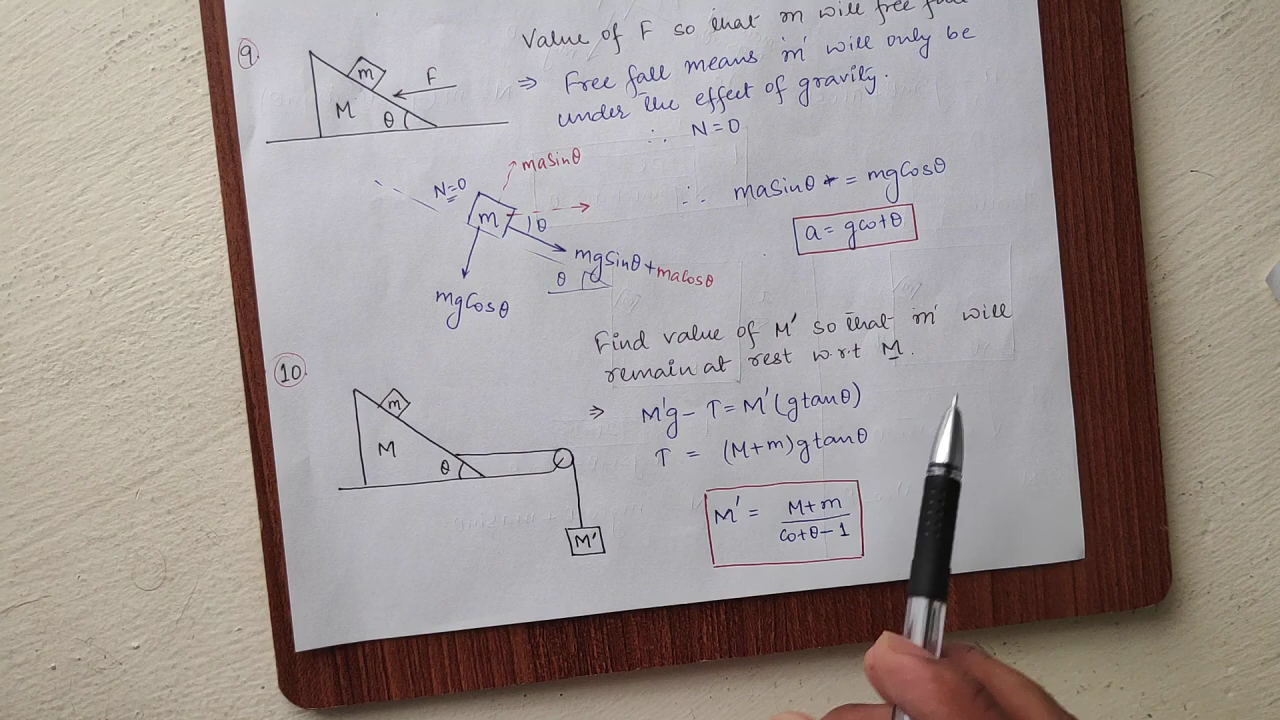 9
Value of F so that m will free fall
m
F
M
θ
⇒ Free fall means 'm' will only be
under the effect of gravity.
∴ N=0
masinθ
N=0
m
θ
mgsinθ+macosθ
θ
mgcosθ
∴ masinθ = mgcosθ
a = gcotθ
Find value of M' so that 'm' will
remain at rest w.r.t M.
10.
m
M
θ
M'
⇒ M'g - T = M'(gtanθ)
T = (M+m)gtanθ
M' = M+m
cotθ-1